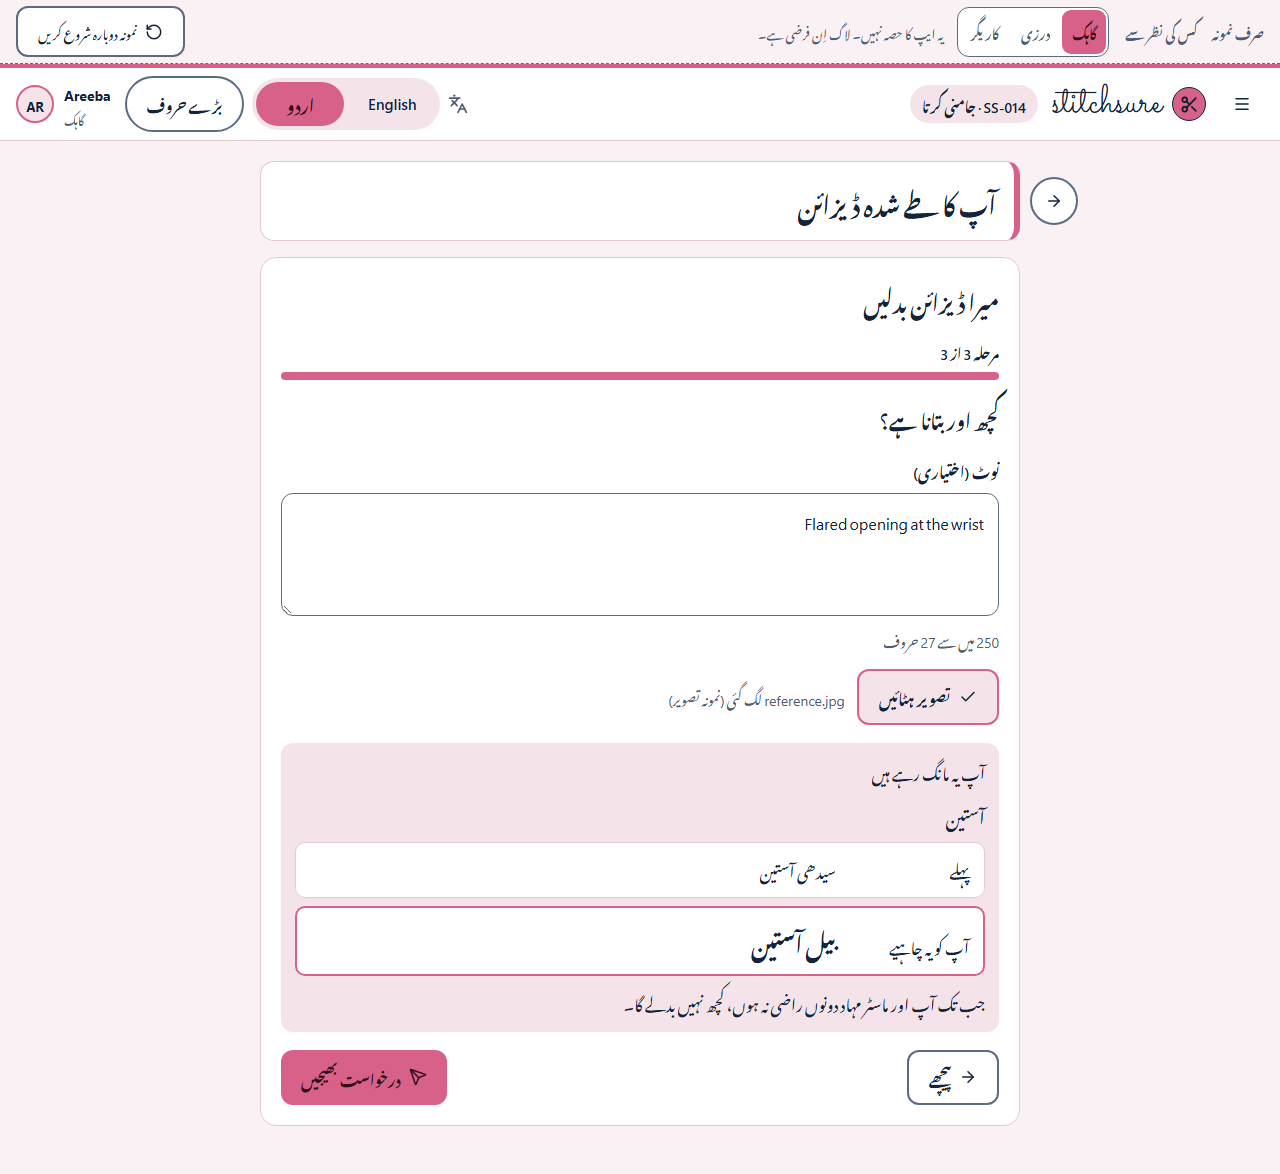 صرف نمونہ کس کی نظر سے گاہک درزی کاریگر یہ ایپ کا حصہ نہیں۔ لاگ اِن فرضی ہے۔ نمونہ دوبارہ شروع کریں
stitchsure SS-014 · جامنی کرتا English اردو بڑے حروف Areeba گاہک AR
آپ کا طے شدہ ڈیزائن
میرا ڈیزائن بدلیں
مرحلہ 3 از 3
کچھ اور بتانا ہے؟
نوٹ (اختیاری)
Flared opening at the wrist
250 میں سے 27 حروف
تصویر ہٹائیں reference.jpg لگ گئی (نمونہ تصویر)
آپ یہ مانگ رہے ہیں
آستین
پہلے سیدھی آستین
آپ کو یہ چاہیے بیل آستین
جب تک آپ اور ماسٹر مہاد دونوں راضی نہ ہوں، کچھ نہیں بدلے گا۔
پیچھے درخواست بھیجیں